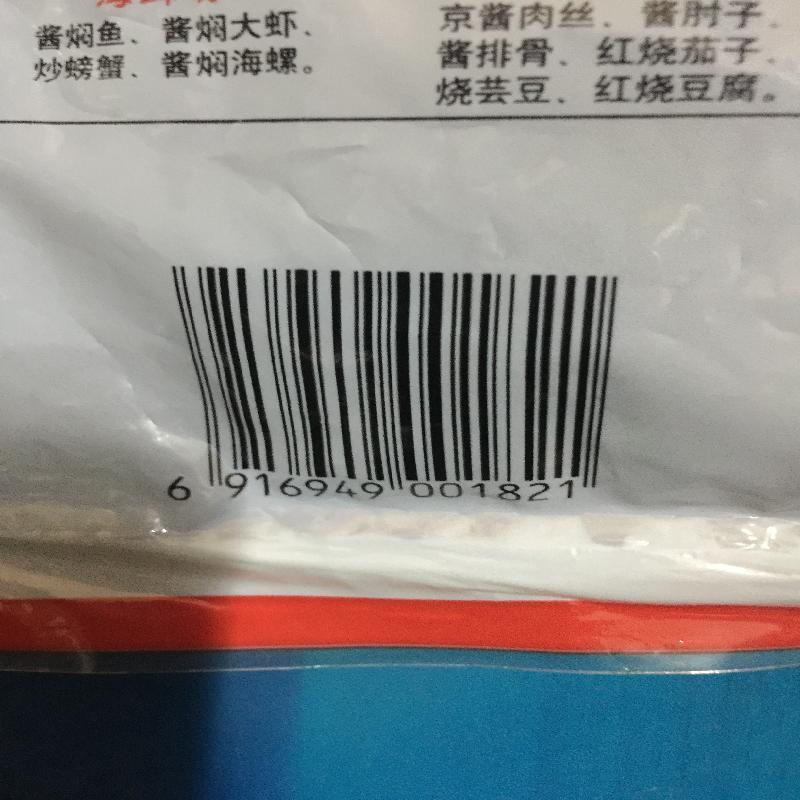 酱焖鱼、酱焖大虾、
炒螃蟹、酱焖海螺。
京酱肉丝、酱肘子、
酱排骨、红烧茄子、
烧芸豆、红烧豆腐。
6 916949 001821